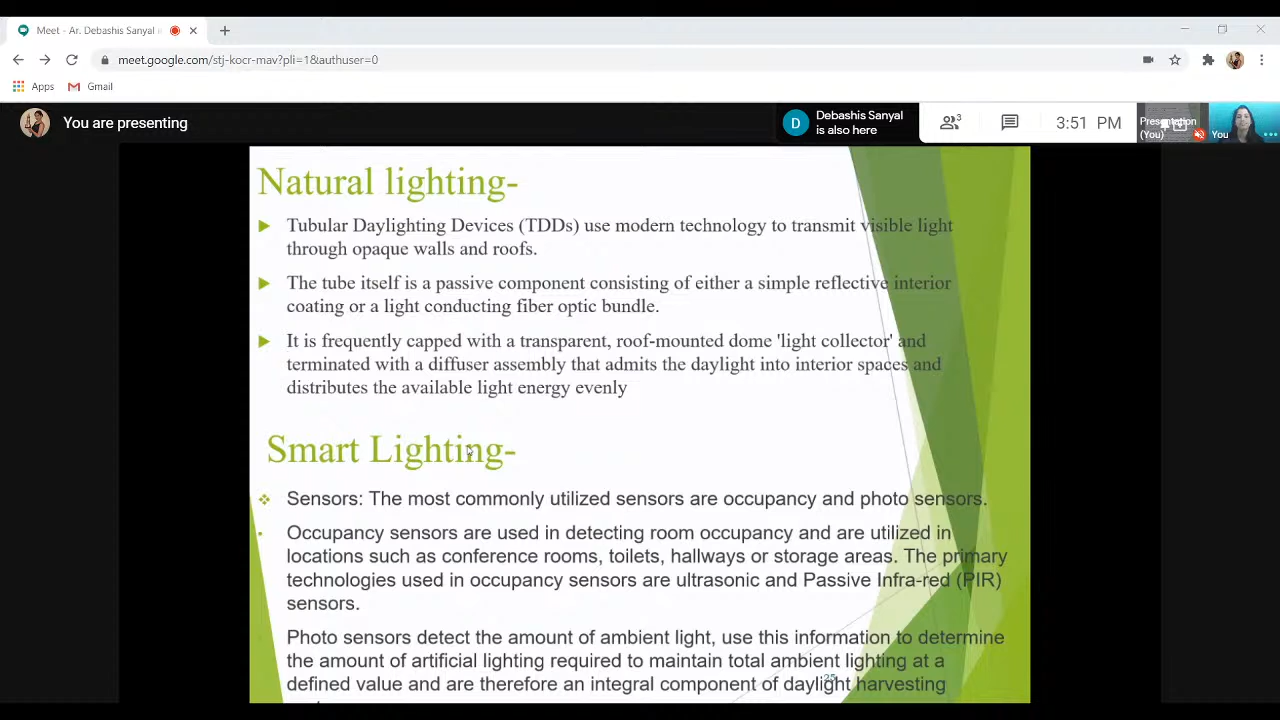 Meet - Ar. Debashis Sanyal i
meet.google.com/stj-kocr-mav?pli=1&authuser=0
Apps
Gmail
You are presenting
D
Debashis Sanyal
is also here
3
3:51 PM
Presentation
(You)
You
Natural lighting-
Tubular Daylighting Devices (TDDs) use modern technology to transmit visible light
through opaque walls and roofs.
The tube itself is a passive component consisting of either a simple reflective interior
coating or a light conducting fiber optic bundle.
It is frequently capped with a transparent, roof-mounted dome 'light collector' and
terminated with a diffuser assembly that admits the daylight into interior spaces and
distributes the available light energy evenly
Smart Lighting-
Sensors: The most commonly utilized sensors are occupancy and photo sensors.
Occupancy sensors are used in detecting room occupancy and are utilized in
locations such as conference rooms, toilets, hallways or storage areas. The primary
technologies used in occupancy sensors are ultrasonic and Passive Infra-red (PIR)
sensors.
Photo sensors detect the amount of ambient light, use this information to determine
the amount of artificial lighting required to maintain total ambient lighting at a
25
defined value and are therefore an integral component of daylight harvesting